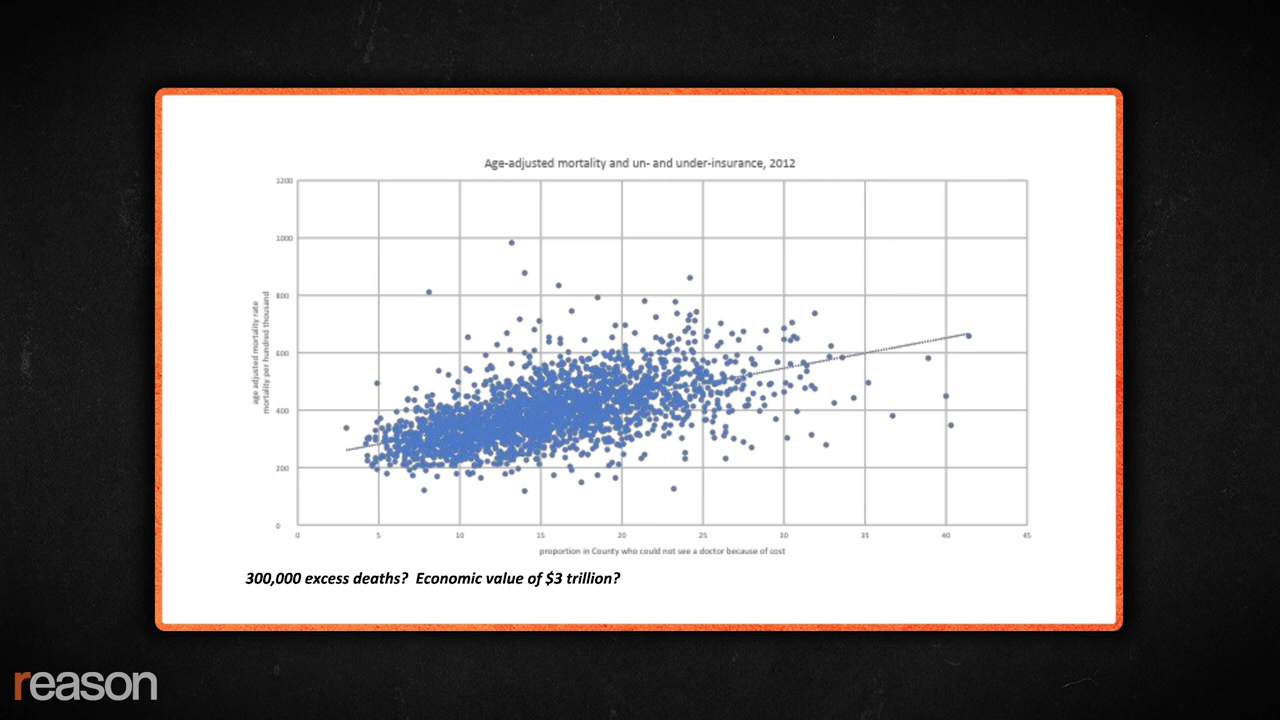 Age-adjusted mortality and un- and under-insurance, 2012
1200
1000
800
600
400
200
0
age adjusted mortality rate
mortality per hundred thousand
0 5 10 15 20 25 30 35 40 45
proportion in County who could not see a doctor because of cost
300,000 excess deaths? Economic value of $3 trillion?
reason